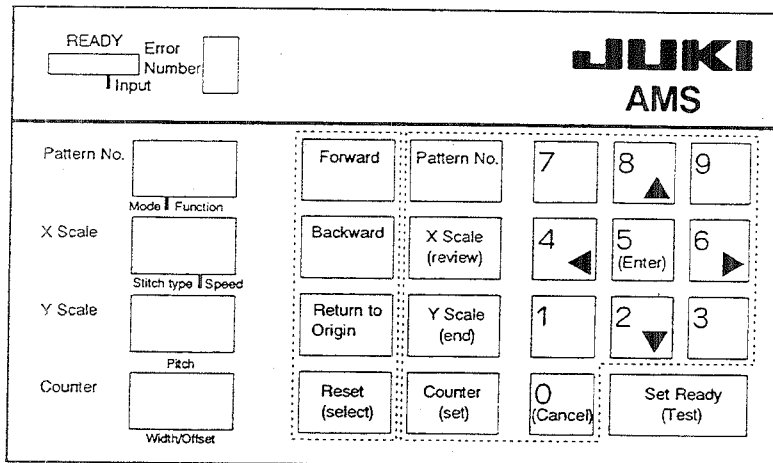 READY
Error
Number
Input
JUKI
AMS
Pattern No.
Mode Function
X Scale
Stitch type Speed
Y Scale
Pitch
Counter
Width/Offset
Forward
Pattern No.
7
8
9
Backward
X Scale
(review)
4
5
(Enter)
6
Return to
Origin
Y Scale
(end)
1
2
3
Reset
(select)
Counter
(set)
0
(Cancel)
Set Ready
(Test)